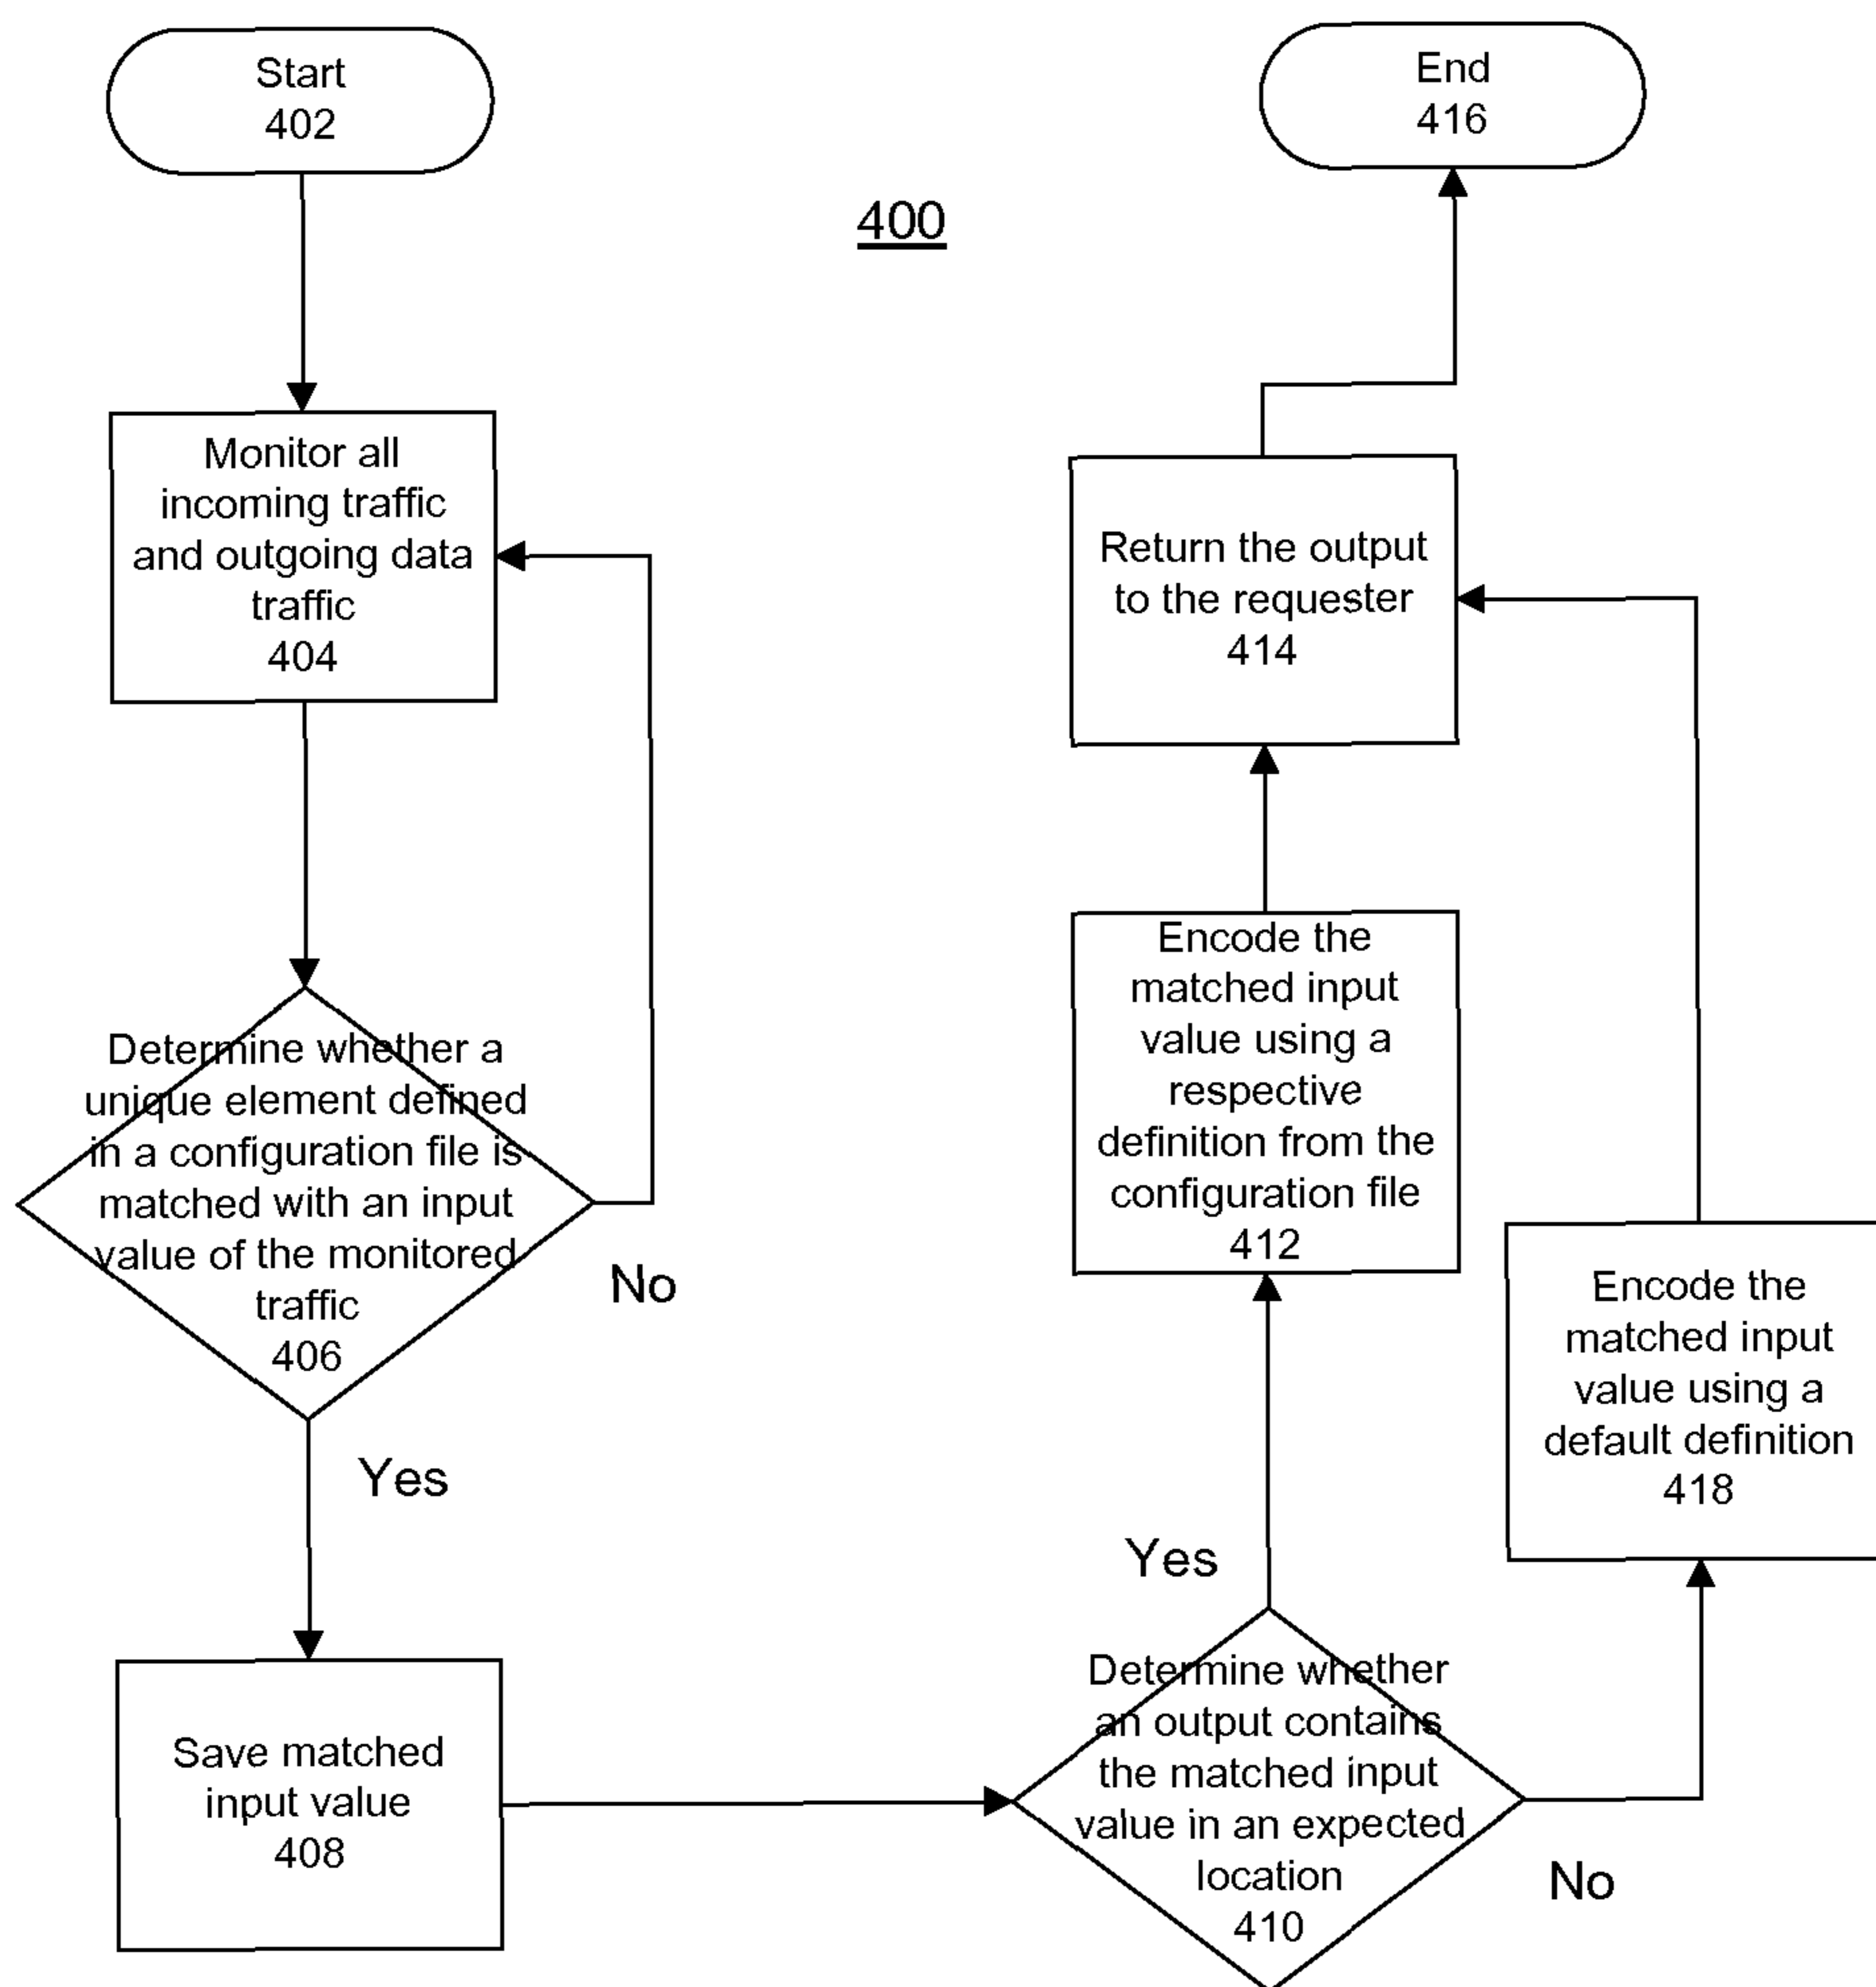 Start
402
Monitor all
incoming traffic
and outgoing data
traffic
404
Determine whether a
unique element defined
in a configuration file is
matched with an input
value of the monitored
traffic
406
No
Yes
Save matched
input value
408
400
End
416
Return the output
to the requester
414
Encode the
matched input
value using a
respective
definition from the
configuration file
412
Encode the
matched input
value using a
default definition
418
Yes
Determine whether
an output contains
the matched input
value in an expected
location
410
No